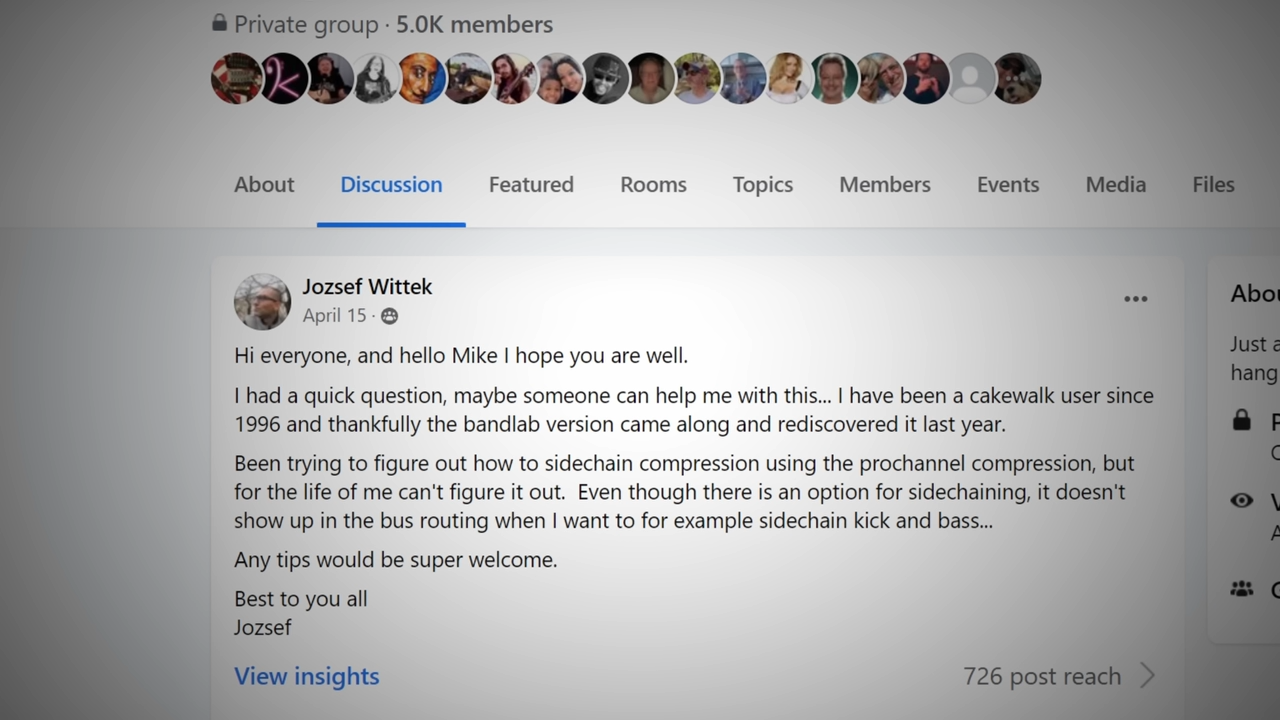 Private group · 5.0K members
About Discussion Featured Rooms Topics Members Events Media Files
Jozsef Wittek
April 15 ·
Hi everyone, and hello Mike I hope you are well.
I had a quick question, maybe someone can help me with this... I have been a cakewalk user since
1996 and thankfully the bandlab version came along and rediscovered it last year.
Been trying to figure out how to sidechain compression using the prochannel compression, but
for the life of me can't figure it out.  Even though there is an option for sidechaining, it doesn't
show up in the bus routing when I want to for example sidechain kick and bass...
Any tips would be super welcome.
Best to you all
Jozsef
View insights
726 post reach
Just
hang